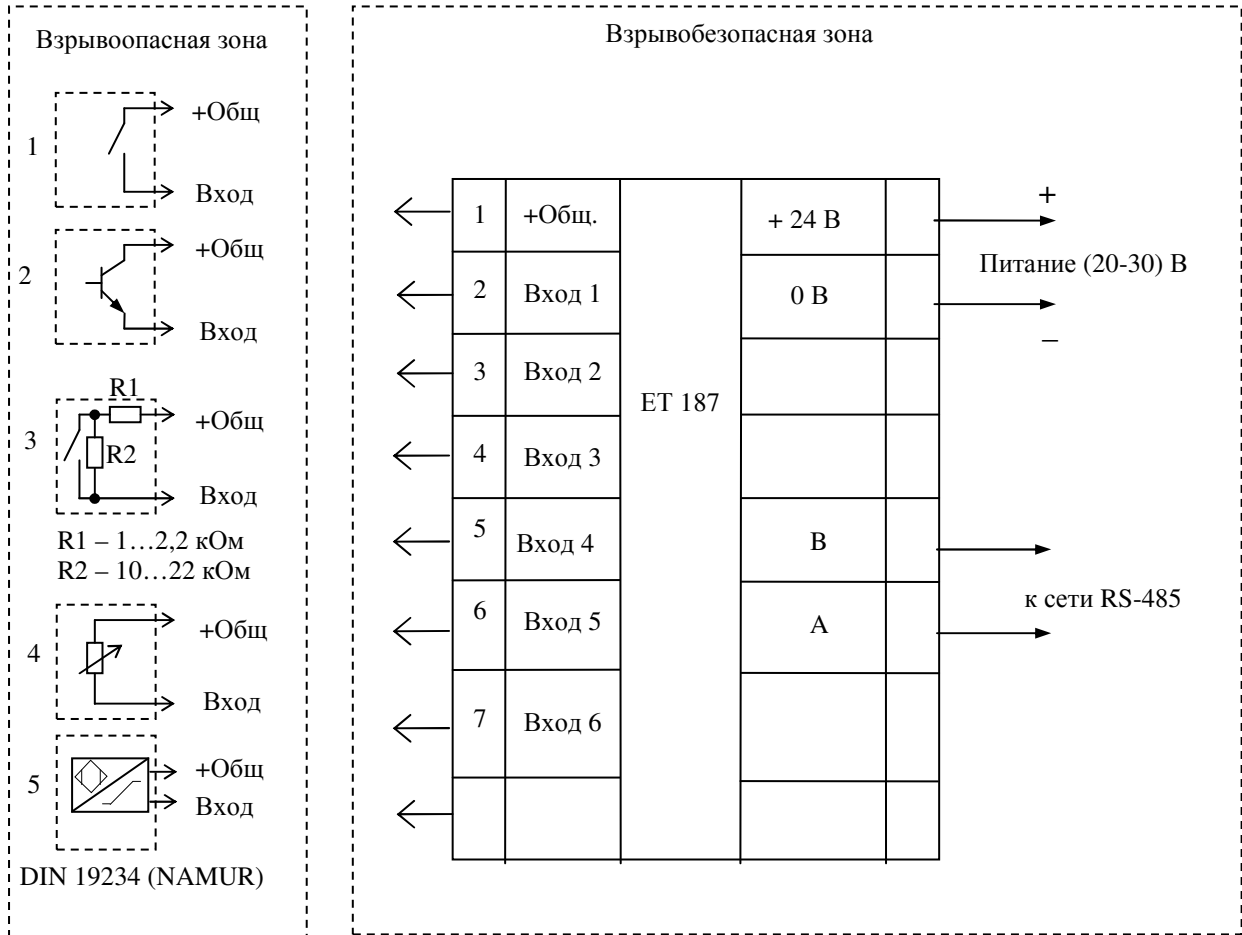 Взрывоопасная зона
1
+Общ
Вход
2
+Общ
Вход
3
R1
R2
+Общ
Вход
R1 – 1…2,2 кОм
R2 – 10…22 кОм
4
+Общ
Вход
5
+Общ
Вход
DIN 19234 (NAMUR)
Взрывобезопасная зона
1 +Общ.
2 Вход 1
3 Вход 2
4 Вход 3
5 Вход 4
6 Вход 5
7 Вход 6
ЕТ 187
+ 24 В
0 В
В
А
+
Питание (20-30) В
–
к сети RS-485